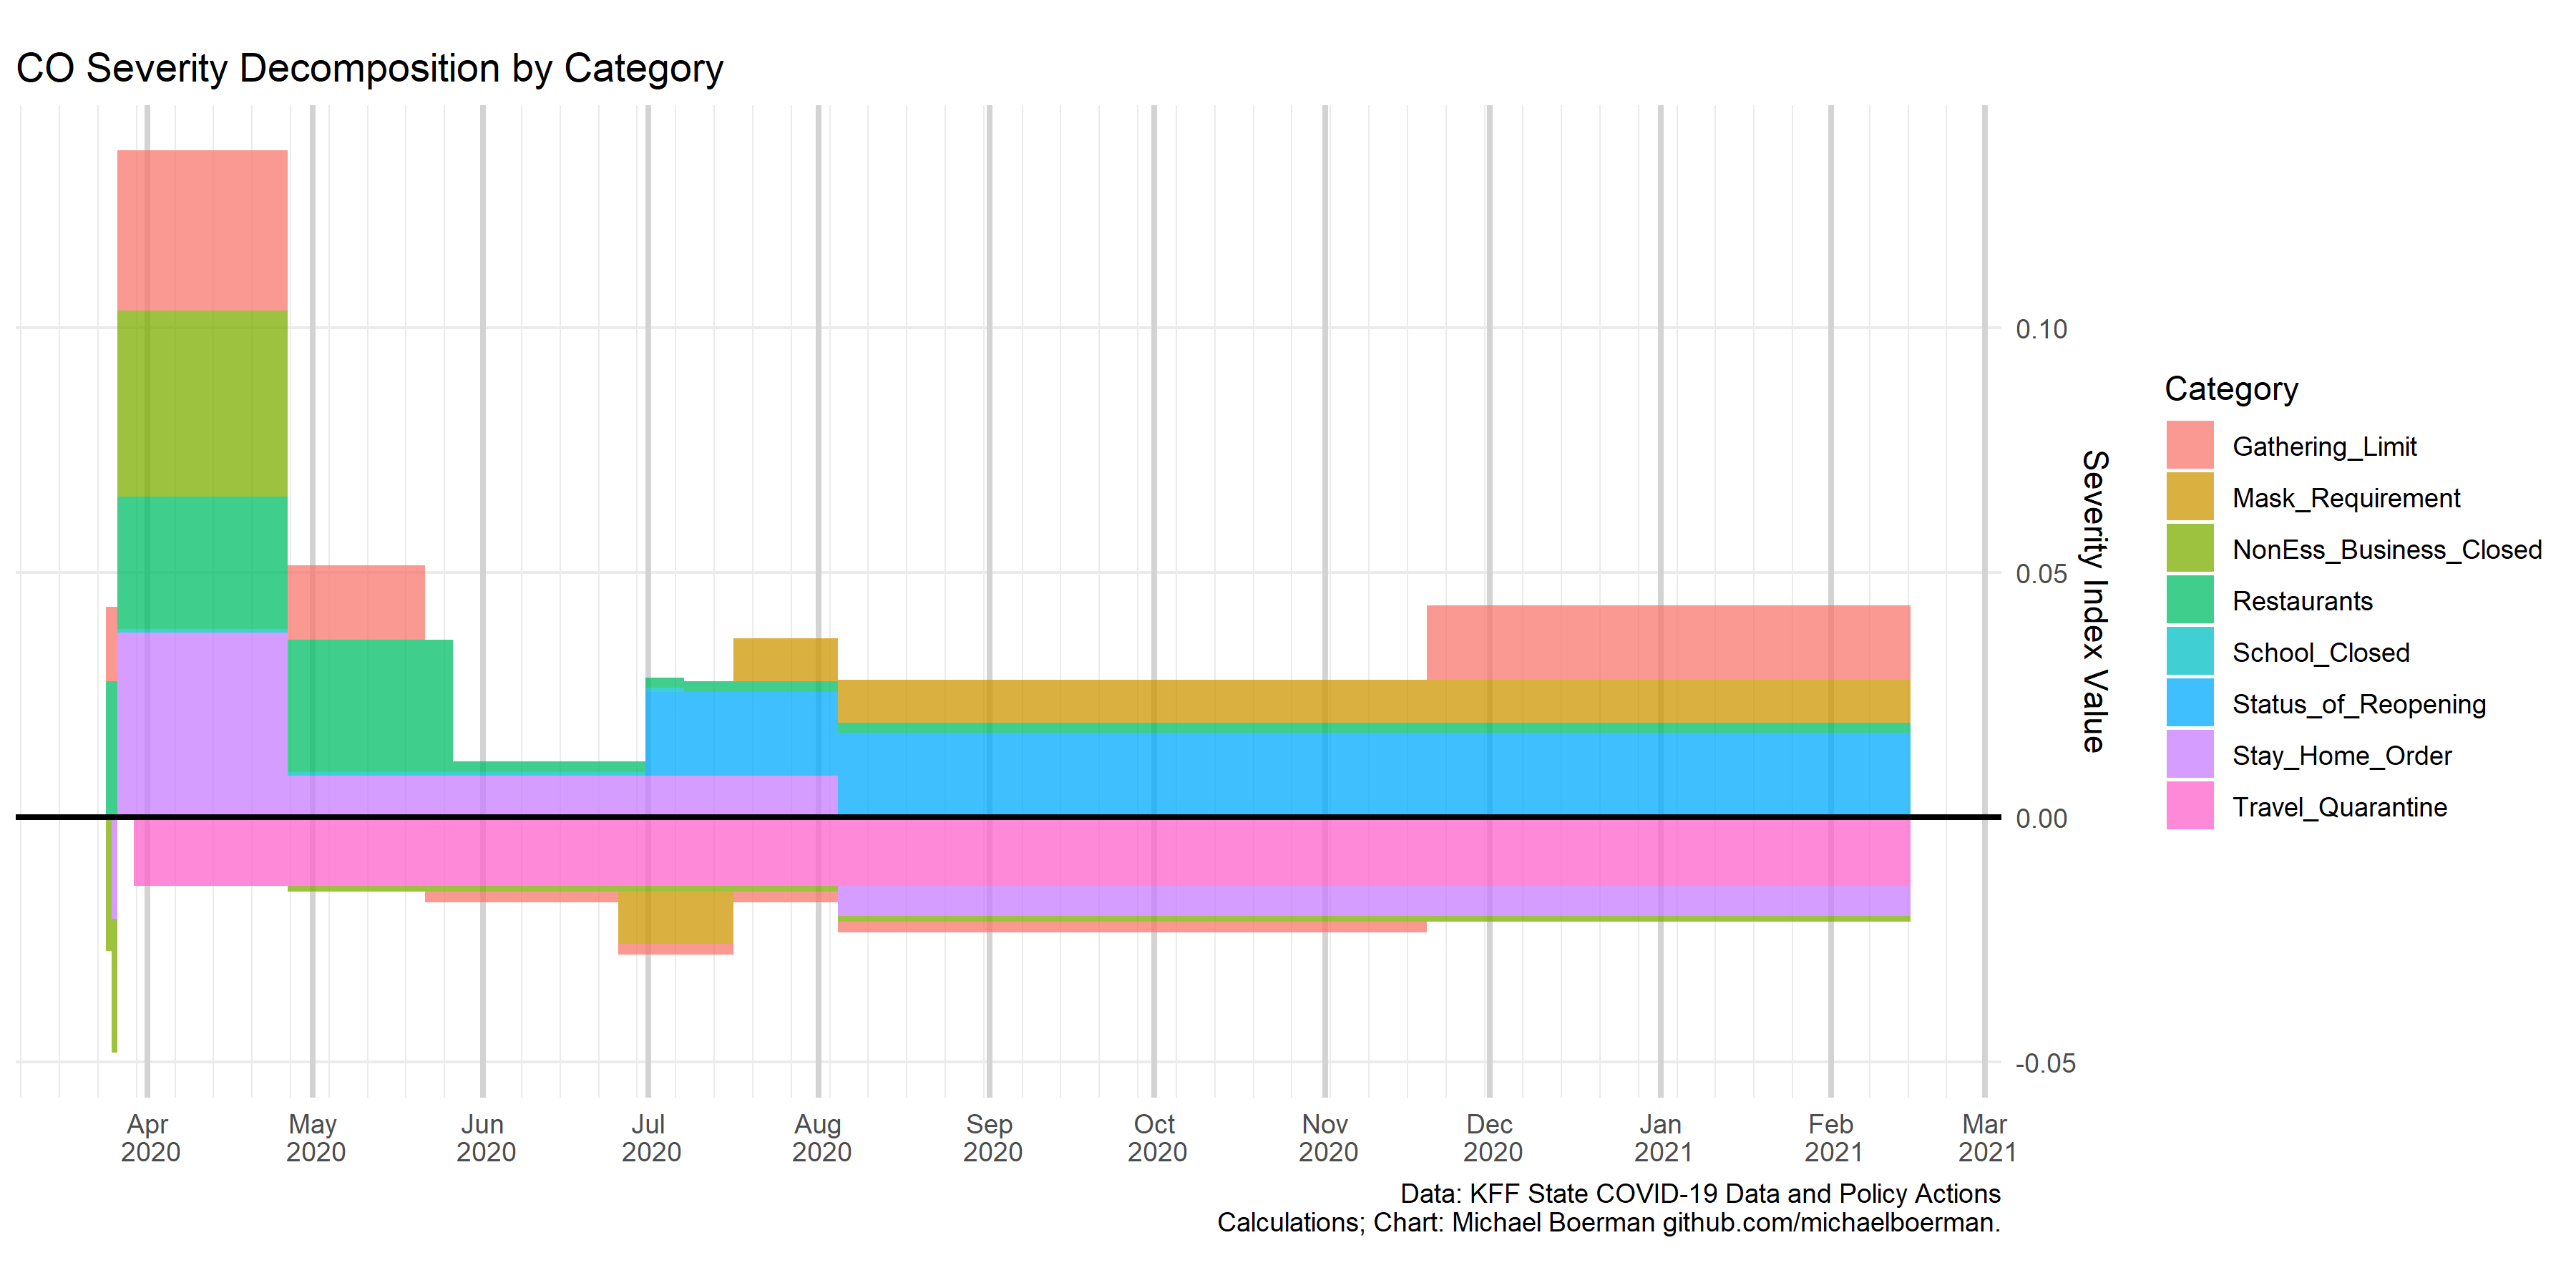 CO Severity Decomposition by Category
0.10
0.05
0.00
-0.05
Severity Index Value
Category
Gathering_Limit
Mask_Requirement
NonEss_Business_Closed
Restaurants
School_Closed
Status_of_Reopening
Stay_Home_Order
Travel_Quarantine
Apr May Jun Jul Aug Sep Oct Nov Dec Jan Feb Mar
2020 2020 2020 2020 2020 2020 2020 2020 2020 2021 2021 2021
Data: KFF State COVID-19 Data and Policy Actions
Calculations; Chart: Michael Boerman github.com/michaelboerman.